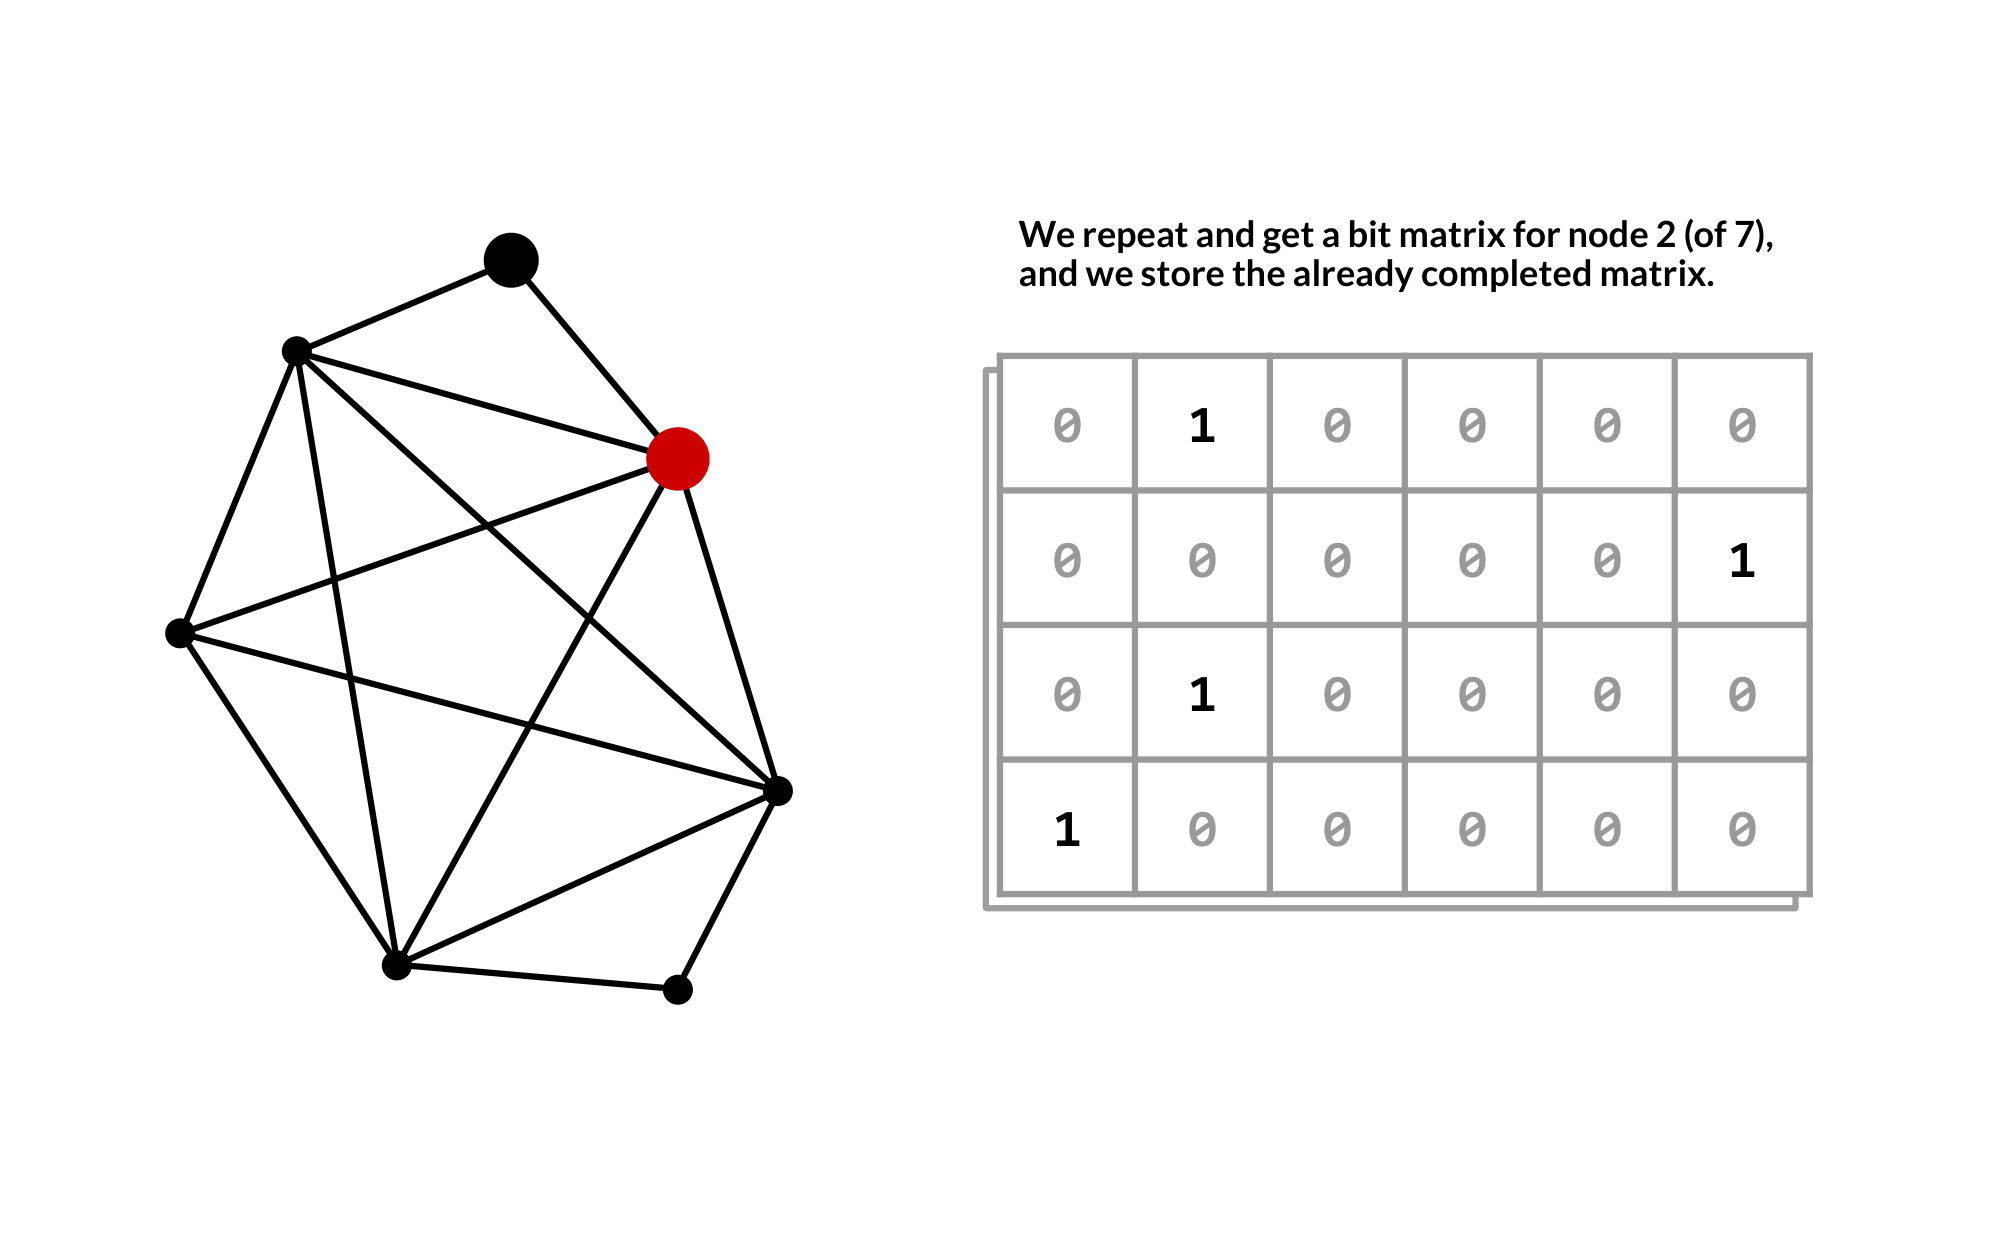 We repeat and get a bit matrix for node 2 (of 7),
and we store the already completed matrix.
0 1 0 0 0 0
0 0 0 0 0 1
0 1 0 0 0 0
1 0 0 0 0 0